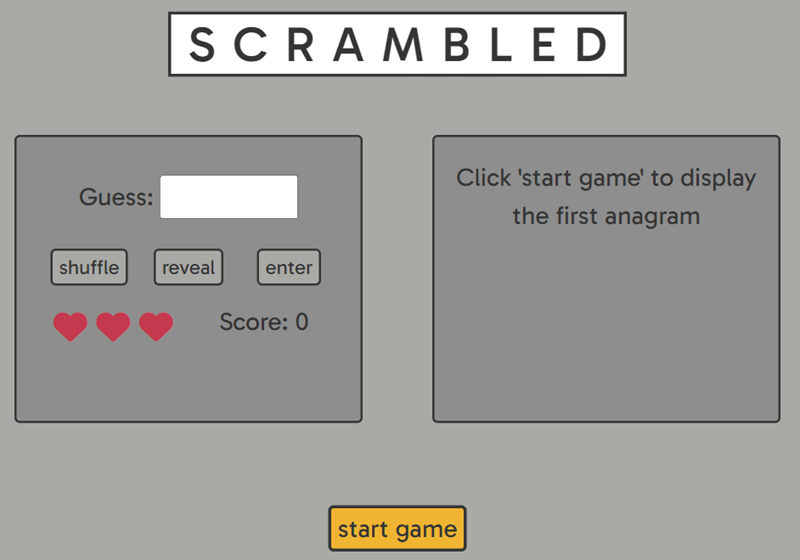 SCRAMBLED
Guess:
shuffle reveal enter
Score: 0
Click 'start game' to display
the first anagram
start game